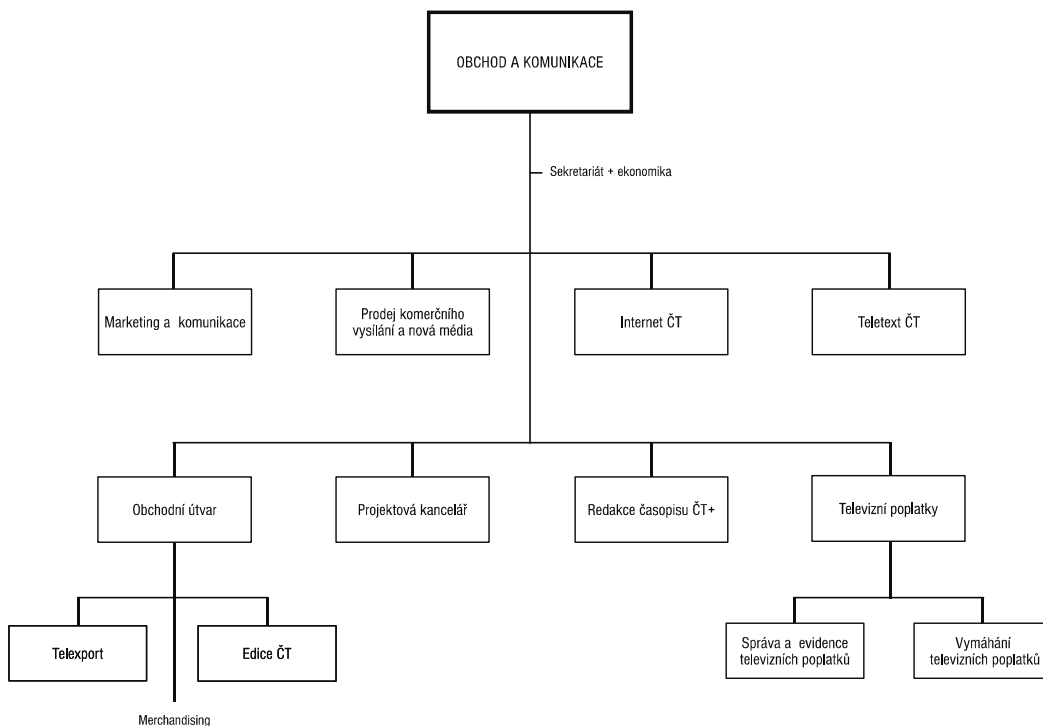 OBCHOD A KOMUNIKACE
Sekretariát + ekonomika
Marketing a komunikace
Prodej komerčního
vysílání a nová média
Internet ČT
Teletext ČT
Obchodní útvar
Projektová kancelář
Redakce časopisu ČT+
Televizní poplatky
Telexport
Edice ČT
Správa a evidence
televizních poplatků
Vymáhání
televizních poplatků
Merchandising